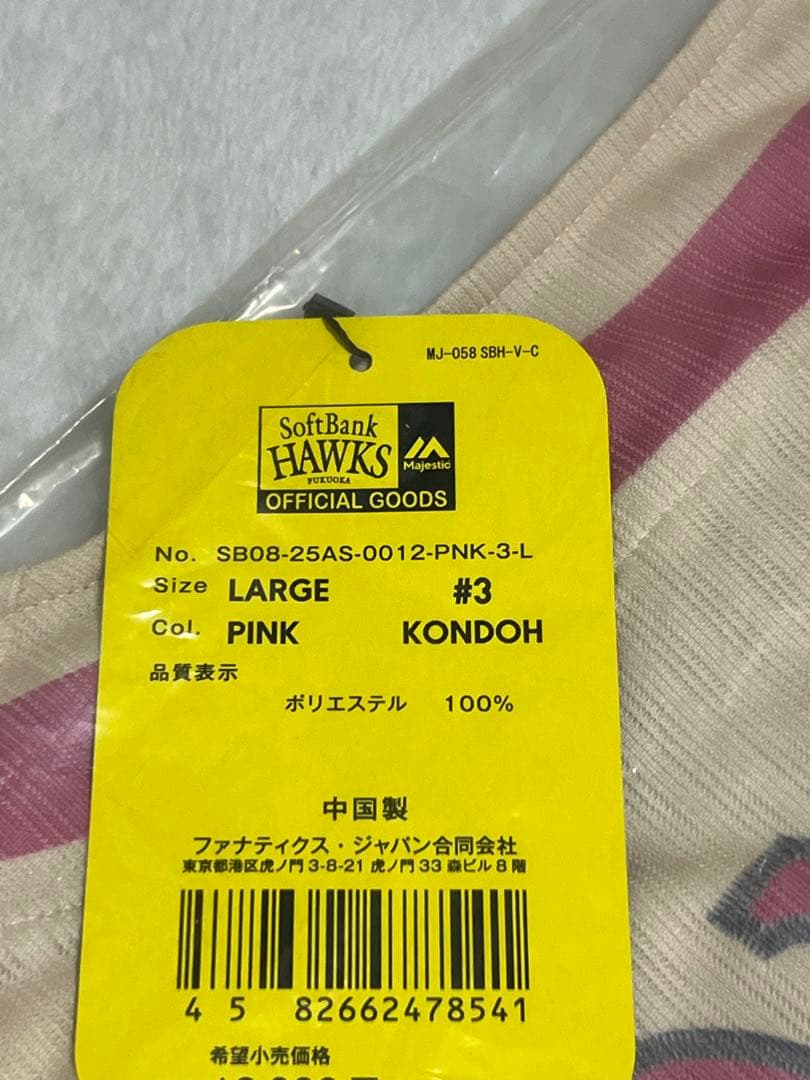 MJ-058 SBH-V-C
SoftBank
HAWKS
FUKUOKA
Majestic
OFFICIAL GOODS
No. SB08-25AS-0012-PNK-3-L
Size LARGE #3
Col. PINK KONDOH
品質表示
ポリエステル 100%
中国製
ファナティクス・ジャパン合同会社
東京都港区虎ノ門 3-8-21 虎ノ門 33 森ビル 8 階
4 5 82662478541
希望小売価格